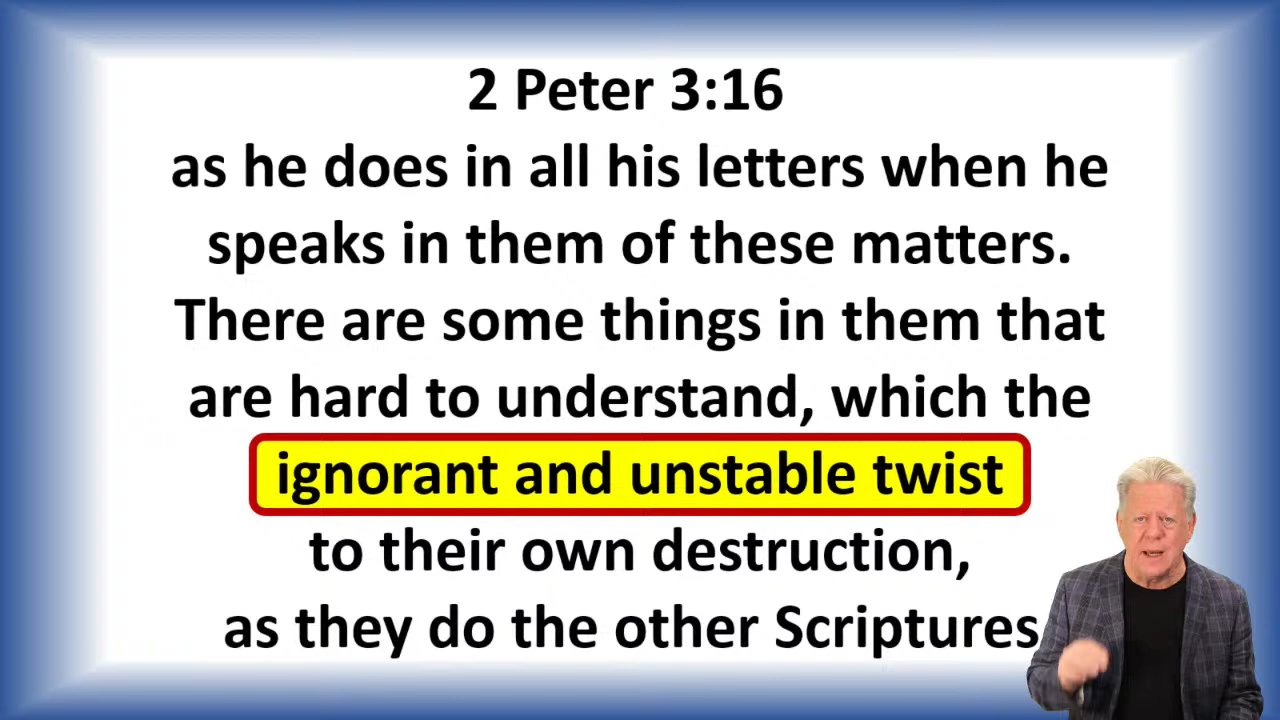 2 Peter 3:16
as he does in all his letters when he
speaks in them of these matters.
There are some things in them that
are hard to understand, which the
ignorant and unstable twist
to their own destruction,
as they do the other Scriptures